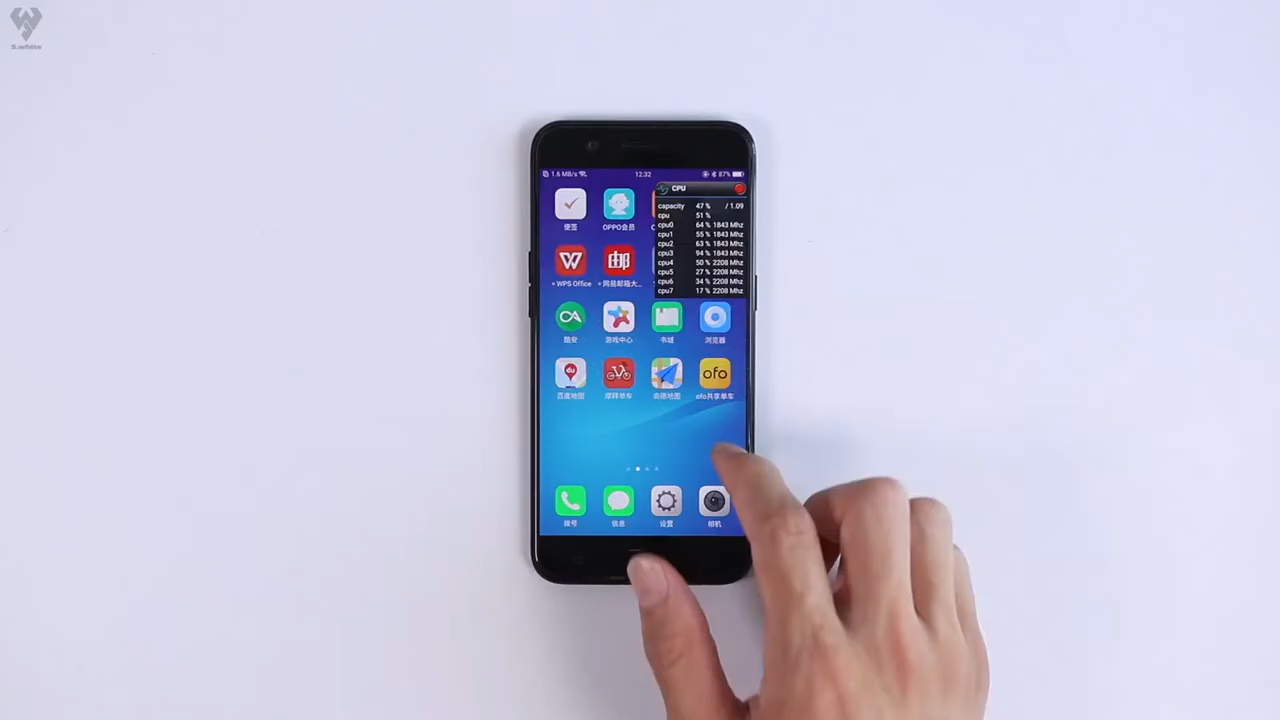 S.white
1.6 MB/s
12:32
87%
CPU
capacity 47 % / 1.09
cpu 51 %
cpu0 64 % 1843 Mhz
cpu1 55 % 1843 Mhz
cpu2 63 % 1843 Mhz
cpu3 94 % 1843 Mhz
cpu4 50 % 2208 Mhz
cpu5 27 % 2208 Mhz
cpu6 34 % 2208 Mhz
cpu7 17 % 2208 Mhz
便签 OPPO会员
W 邮
WPS Office 网易邮箱大...
酷安 游戏中心 书城 浏览器
du ofo
百度地图 摩拜单车 高德地图 ofo共享单车
拨号 信息 设置 相机